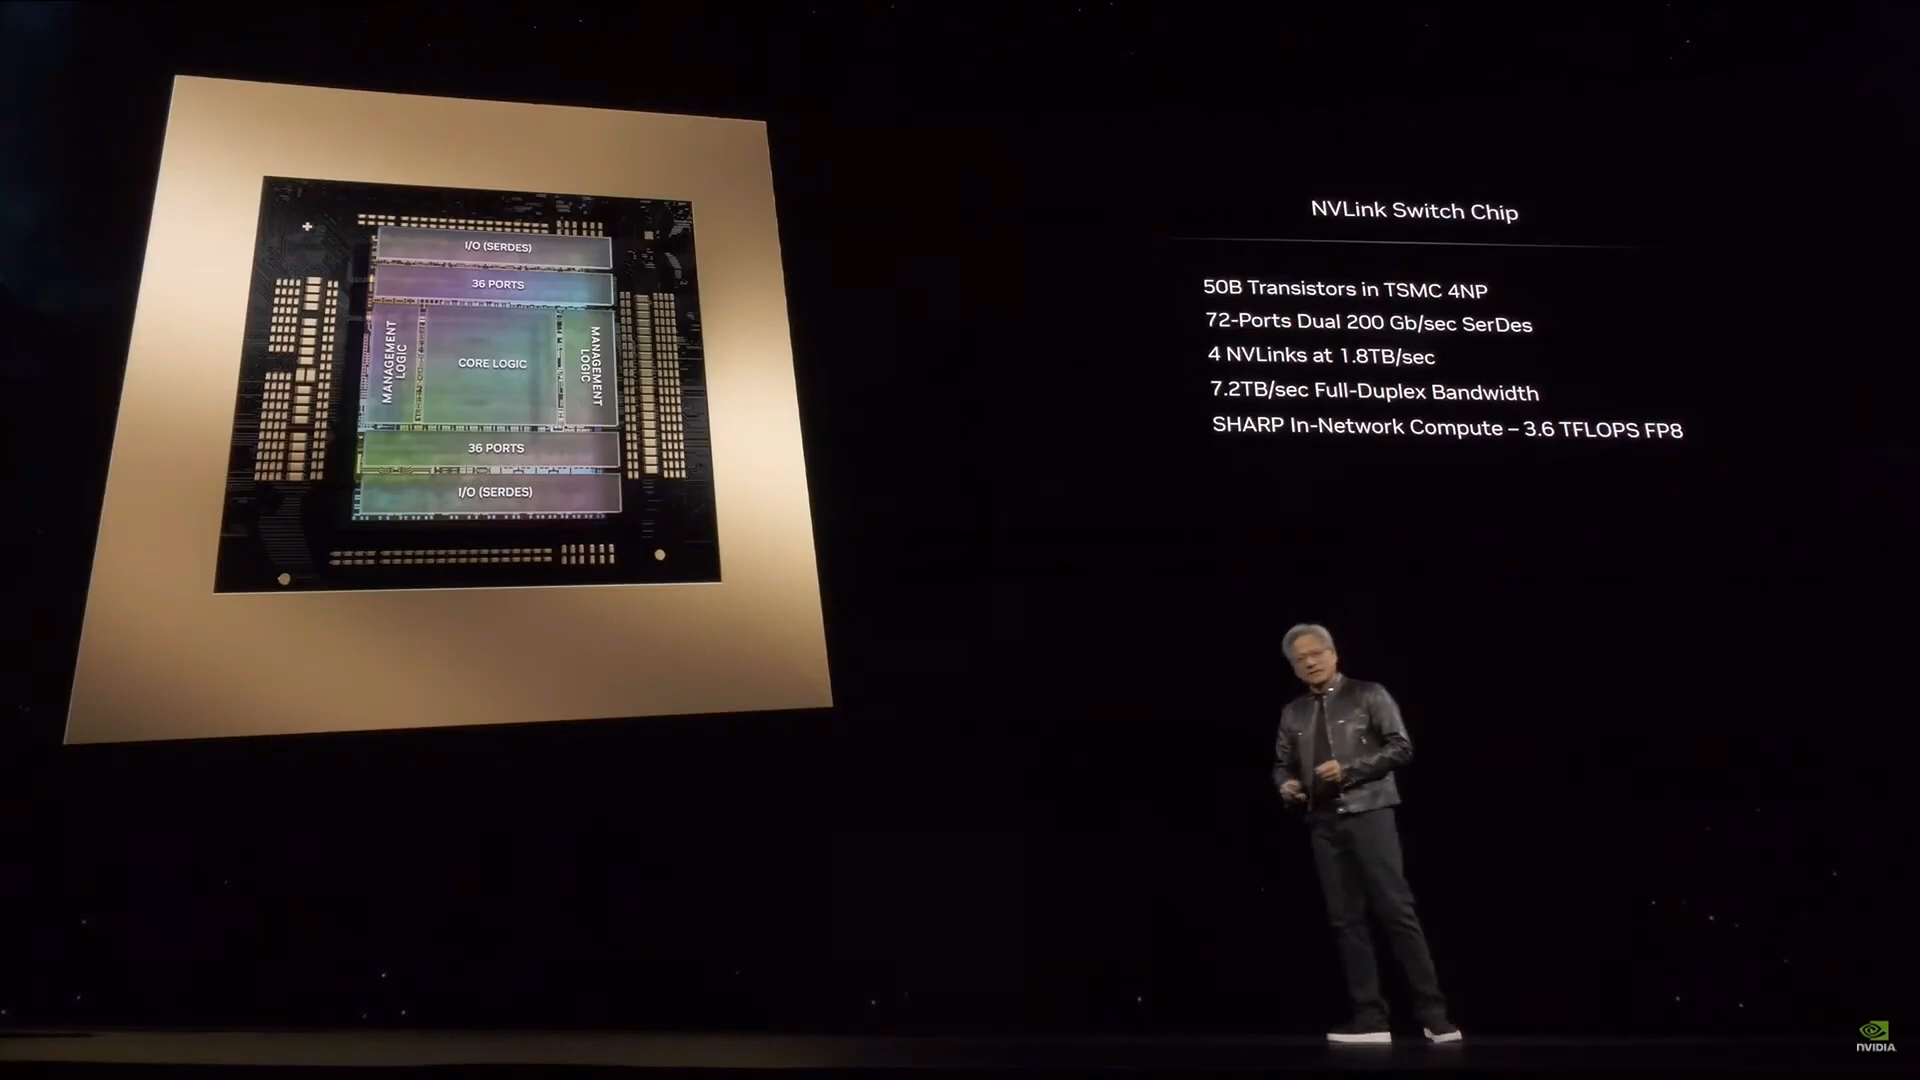 I/O (SERDES)
36 PORTS
MANAGEMENT
LOGIC
CORE LOGIC
MANAGEMENT
LOGIC
36 PORTS
I/O (SERDES)
NVLink Switch Chip
50B Transistors in TSMC 4NP
72-Ports Dual 200 Gb/sec SerDes
4 NVLinks at 1.8TB/sec
7.2TB/sec Full-Duplex Bandwidth
SHARP In-Network Compute – 3.6 TFLOPS FP8
NVIDIA